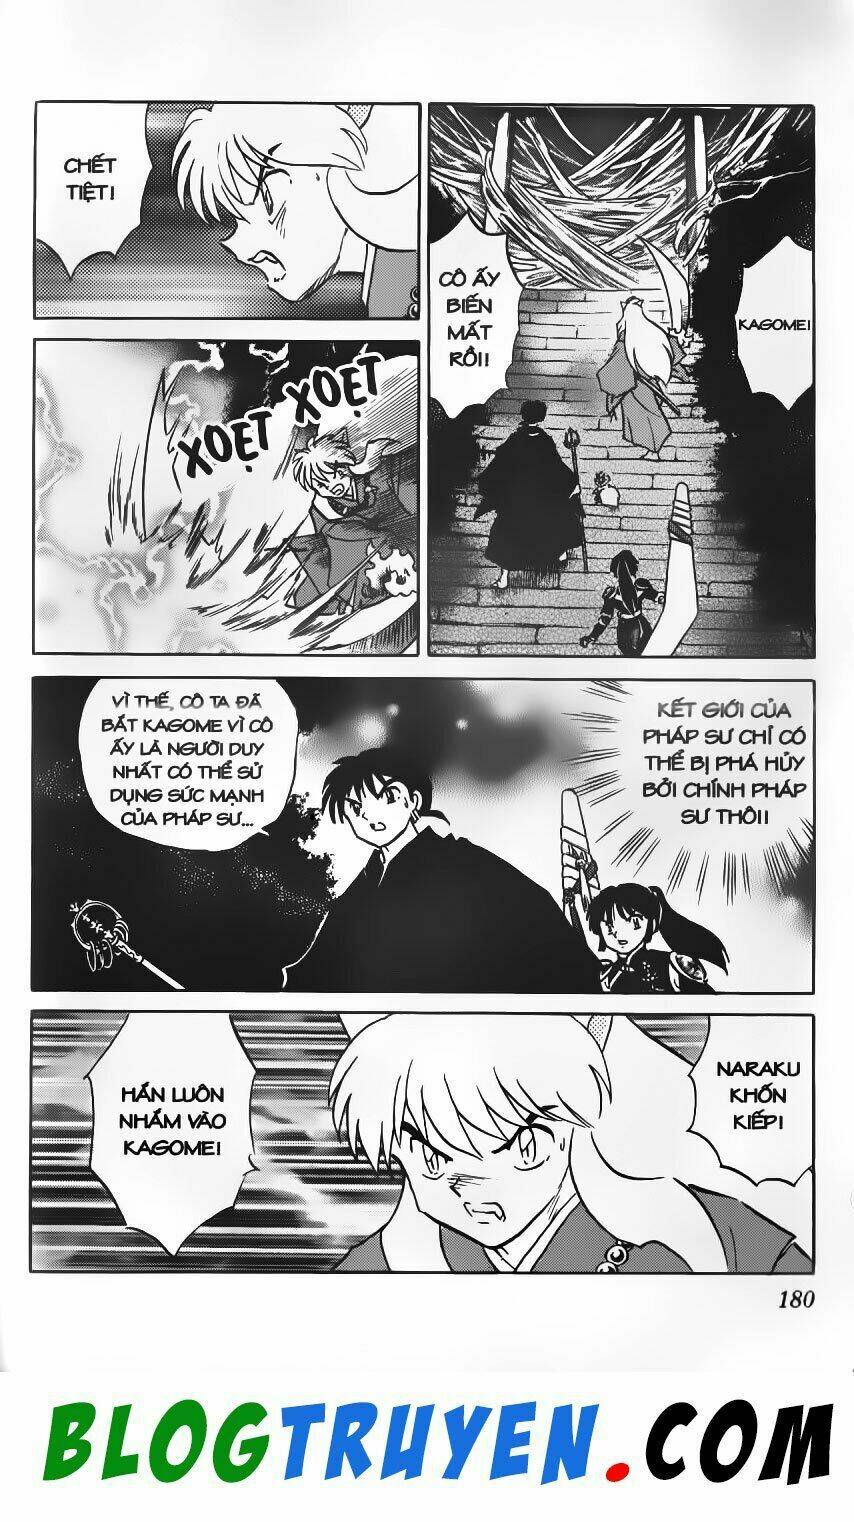 KAGOME!
CÔ ẤY
BIẾN
MẤT
RỒI!
CHẾT
TIỆT!
XOẸT XOẸT
KẾT GIỚI CỦA
PHÁP SƯ CHỈ CÓ
THỂ BỊ PHÁ HỦY
BỞI CHÍNH PHÁP
SƯ THÔI!
VÌ THẾ, CÔ TA ĐÃ
BẮT KAGOME VÌ CÔ
ẤY LÀ NGƯỜI DUY
NHẤT CÓ THỂ SỬ
DỤNG SỨC MẠNH
CỦA PHÁP SƯ...
NARAKU
KHỐN
KIẾP!
HẮN LUÔN
NHẮM VÀO
KAGOME!
180
BLOGTRUYEN.COM